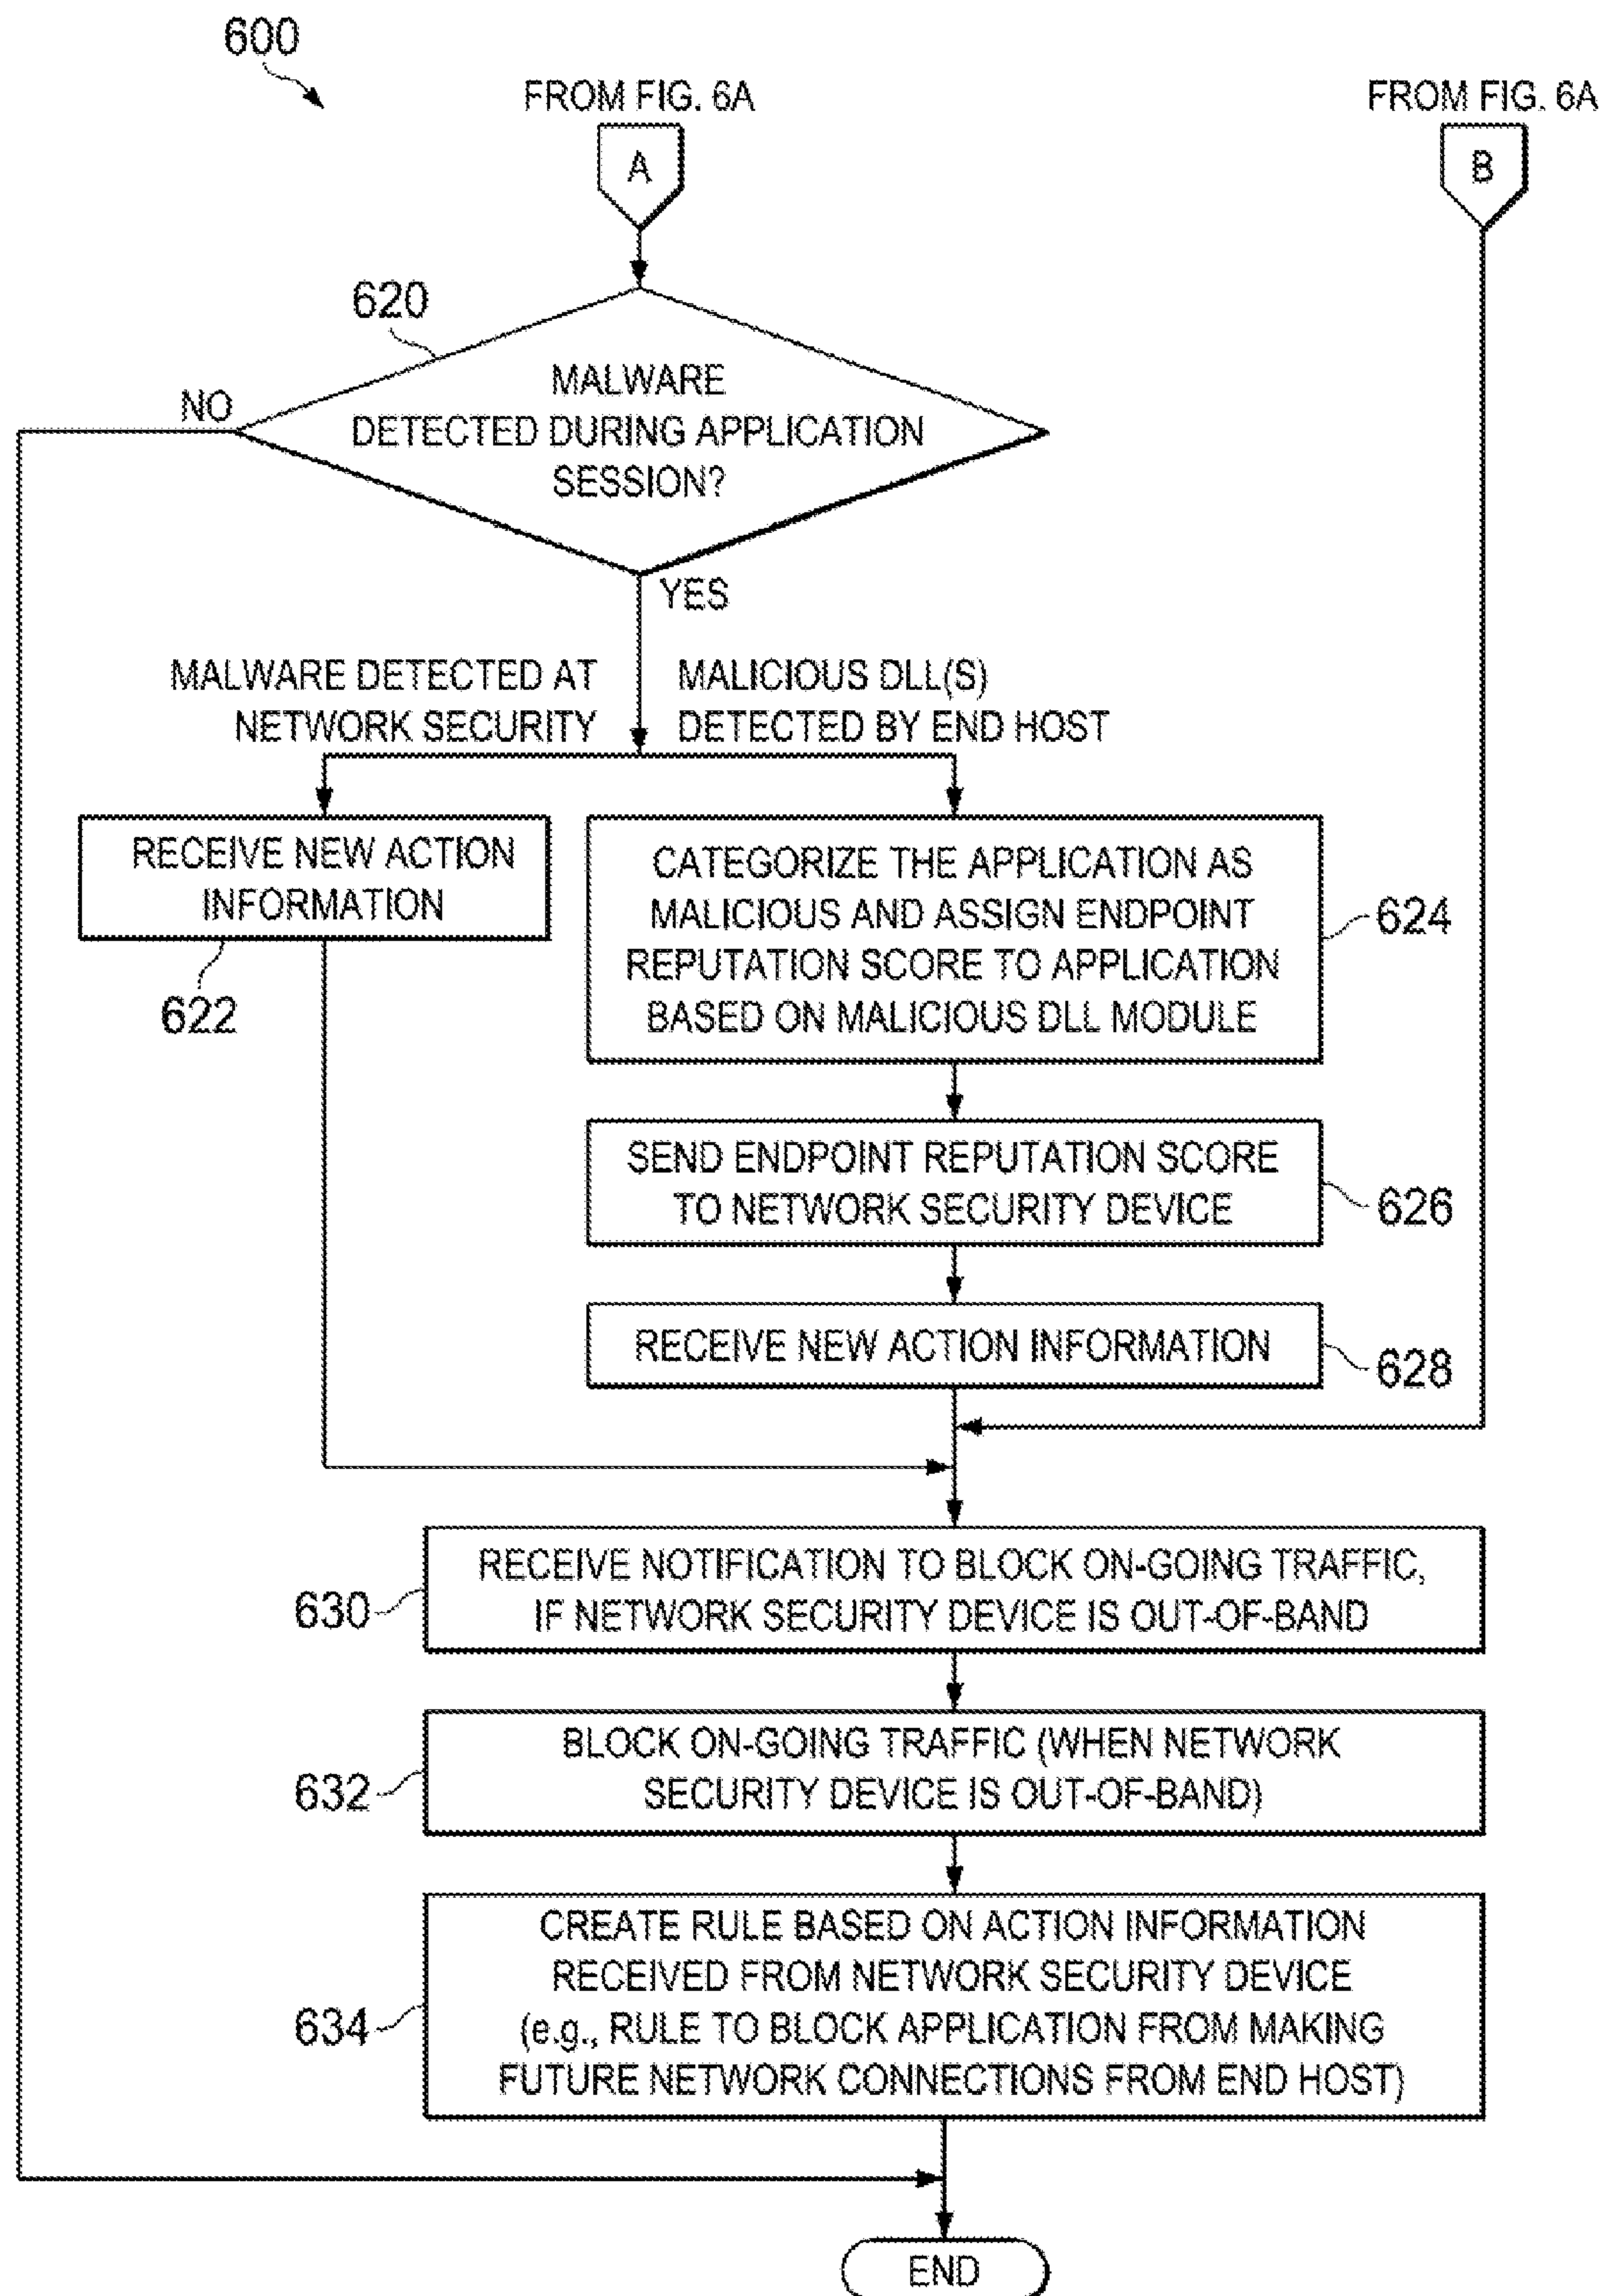 600
FROM FIG. 6A
A
FROM FIG. 6A
B
620
MALWARE
DETECTED DURING APPLICATION
SESSION?
NO
YES
MALWARE DETECTED AT
NETWORK SECURITY
MALICIOUS DLL(S)
DETECTED BY END HOST
RECEIVE NEW ACTION
INFORMATION
622
CATEGORIZE THE APPLICATION AS
MALICIOUS AND ASSIGN ENDPOINT
REPUTATION SCORE TO APPLICATION
BASED ON MALICIOUS DLL MODULE
624
SEND ENDPOINT REPUTATION SCORE
TO NETWORK SECURITY DEVICE
626
RECEIVE NEW ACTION INFORMATION
628
RECEIVE NOTIFICATION TO BLOCK ON-GOING TRAFFIC,
IF NETWORK SECURITY DEVICE IS OUT-OF-BAND
630
BLOCK ON-GOING TRAFFIC (WHEN NETWORK
SECURITY DEVICE IS OUT-OF-BAND)
632
CREATE RULE BASED ON ACTION INFORMATION
RECEIVED FROM NETWORK SECURITY DEVICE
(e.g., RULE TO BLOCK APPLICATION FROM MAKING
FUTURE NETWORK CONNECTIONS FROM END HOST)
634
END